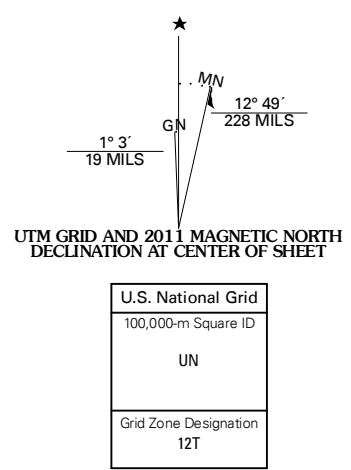 MN
12° 49´
228 MILS
GN
1° 3´
19 MILS
UTM GRID AND 2011 MAGNETIC NORTH
DECLINATION AT CENTER OF SHEET
U.S. National Grid
100,000-m Square ID
UN
Grid Zone Designation
12T